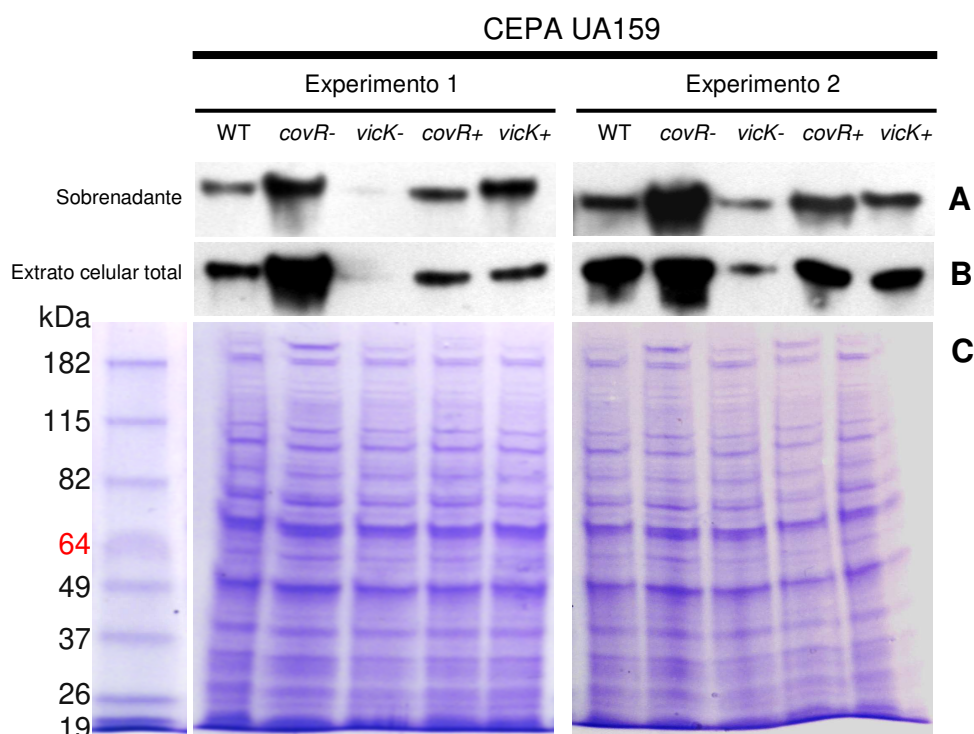 CEPA UA159
Experimento 1
Experimento 2
WT covR- vicK- covR+ vicK+
WT covR- vicK- covR+ vicK+
Sobrenadante
A
Extrato celular total
B
kDa
C
182
115
82
64
49
37
26
19